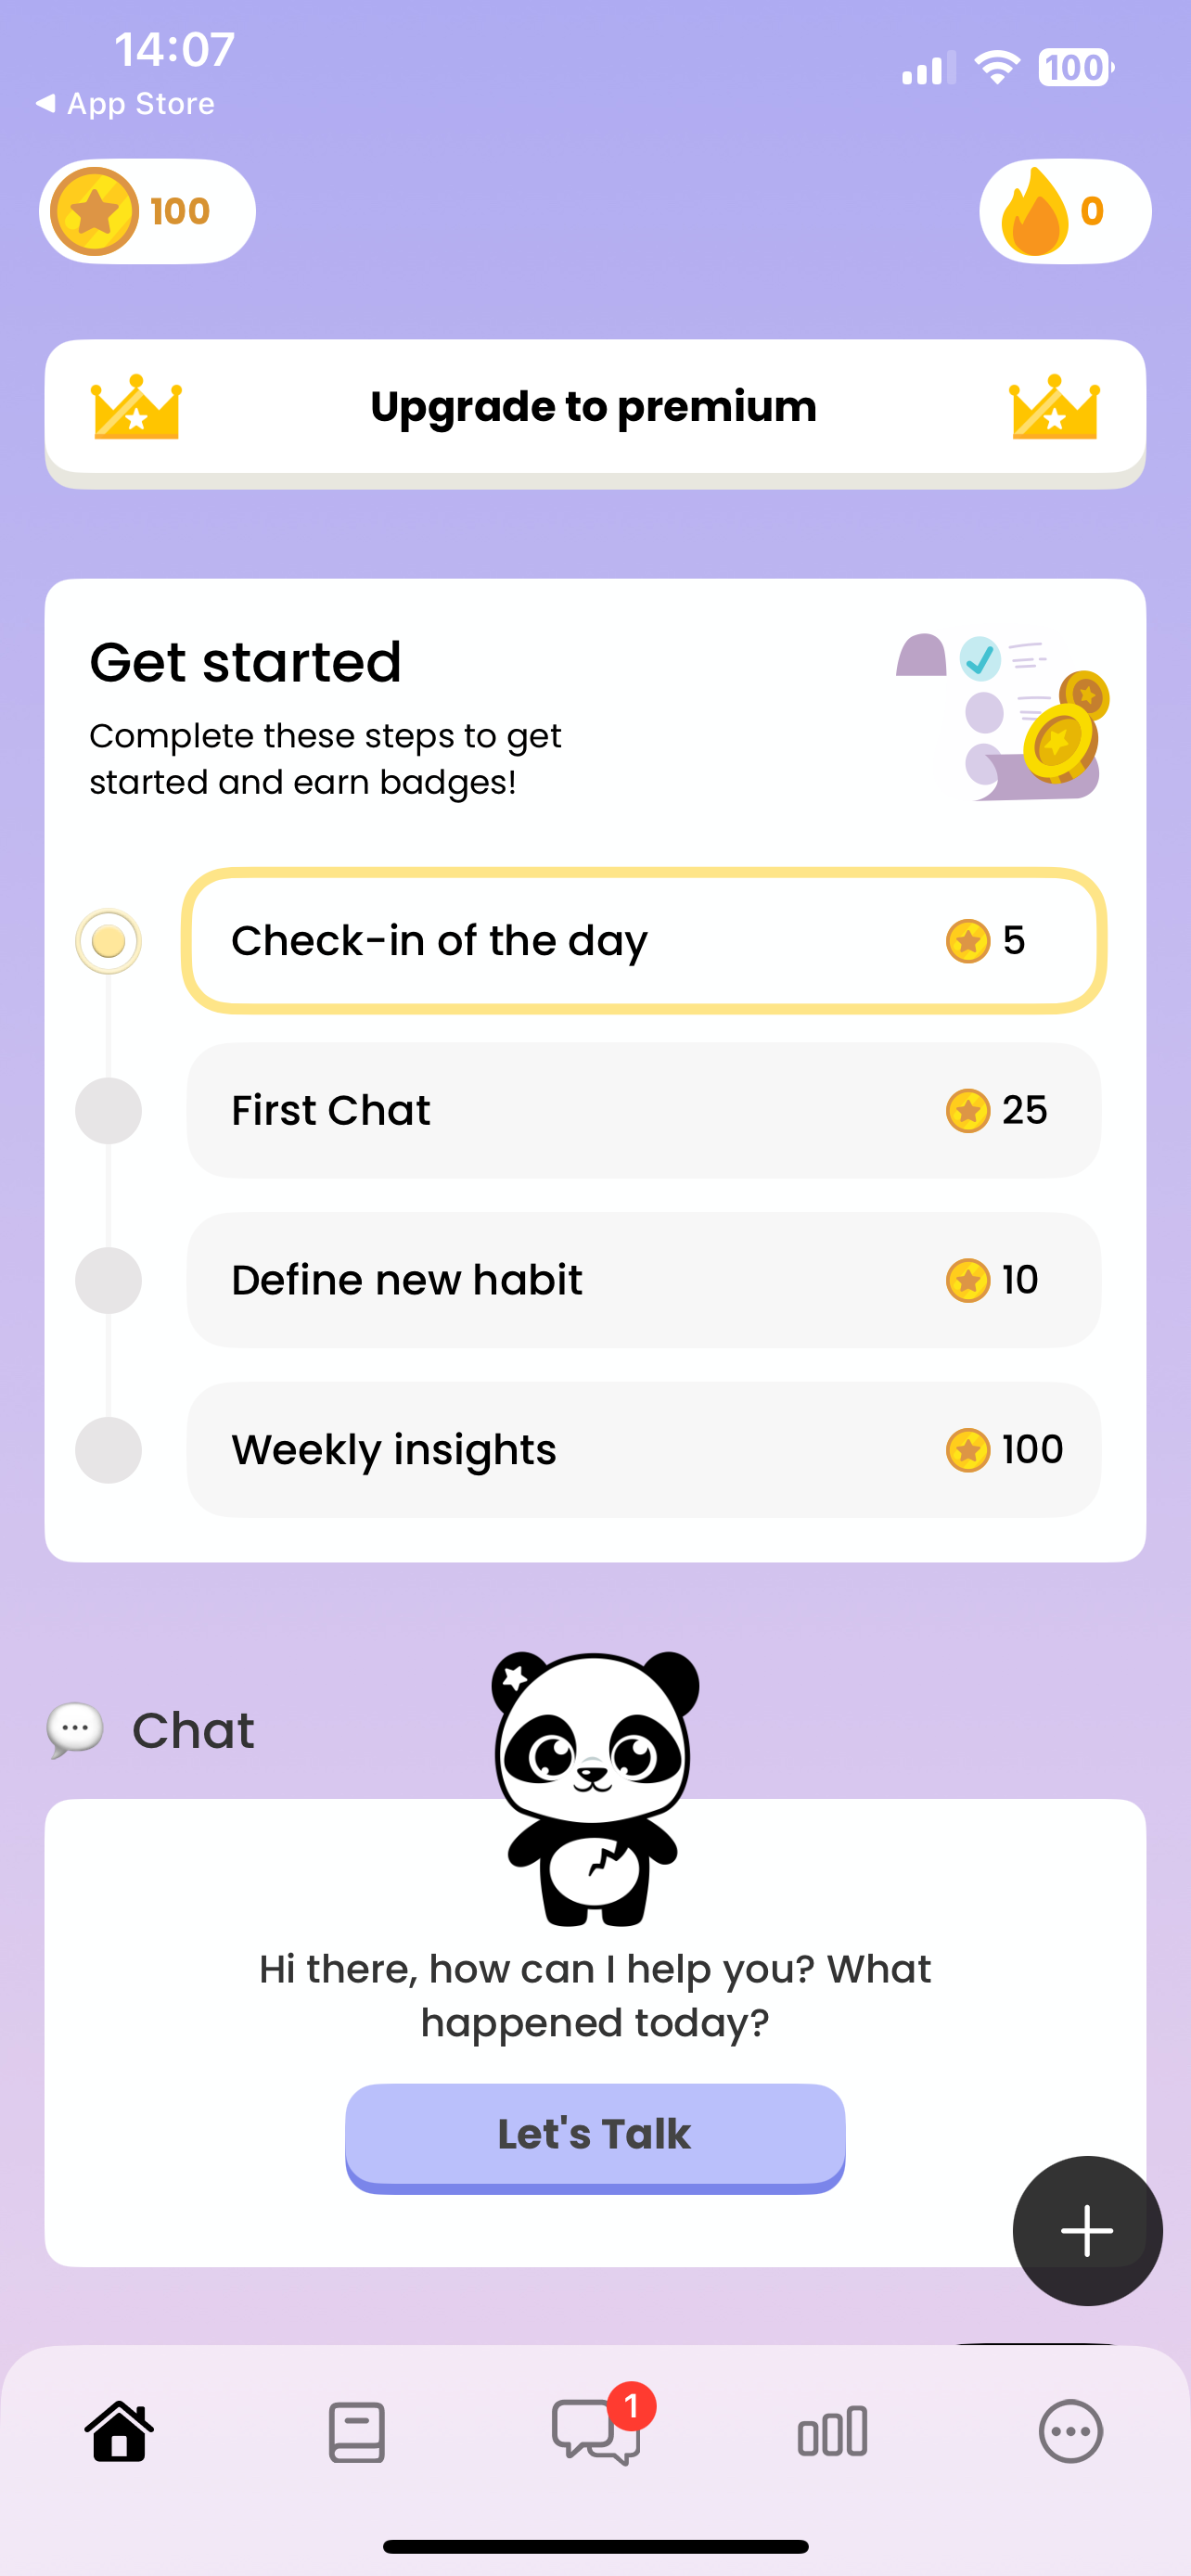 14:07
100
App Store
100
0
Upgrade to premium
Get started
Complete these steps to get
started and earn badges!
Check-in of the day
5
First Chat
25
Define new habit
10
Weekly insights
100
Chat
Hi there, how can I help you? What
happened today?
Let's Talk
1